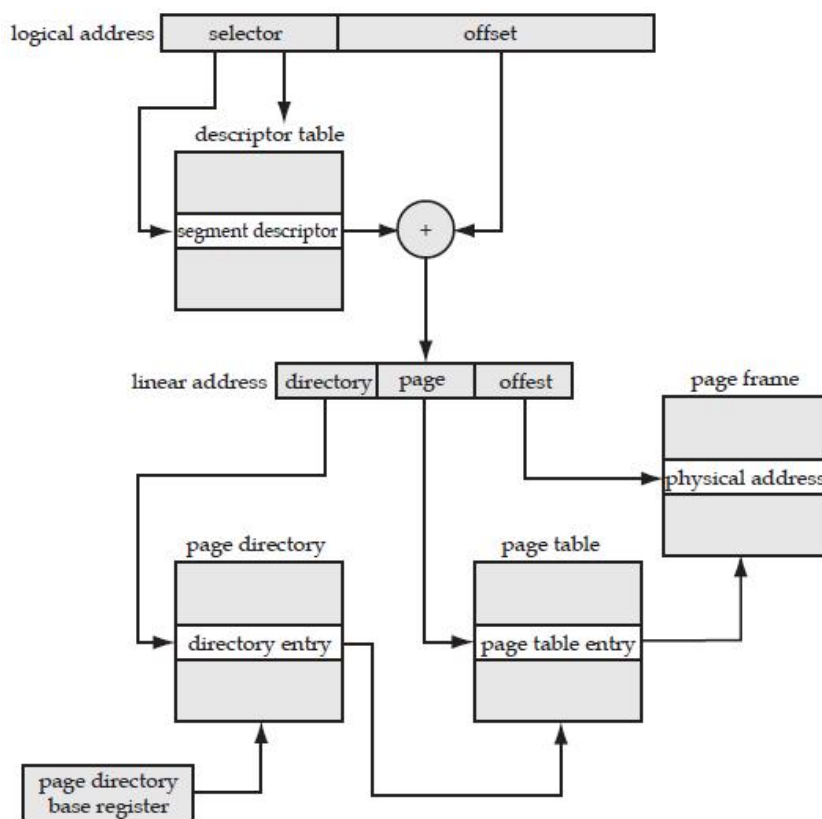 logical address
selector
offset
descriptor table
segment descriptor
+
linear address
directory
page
offest
page frame
physical address
page directory
page table
directory entry
page table entry
page directory
base register